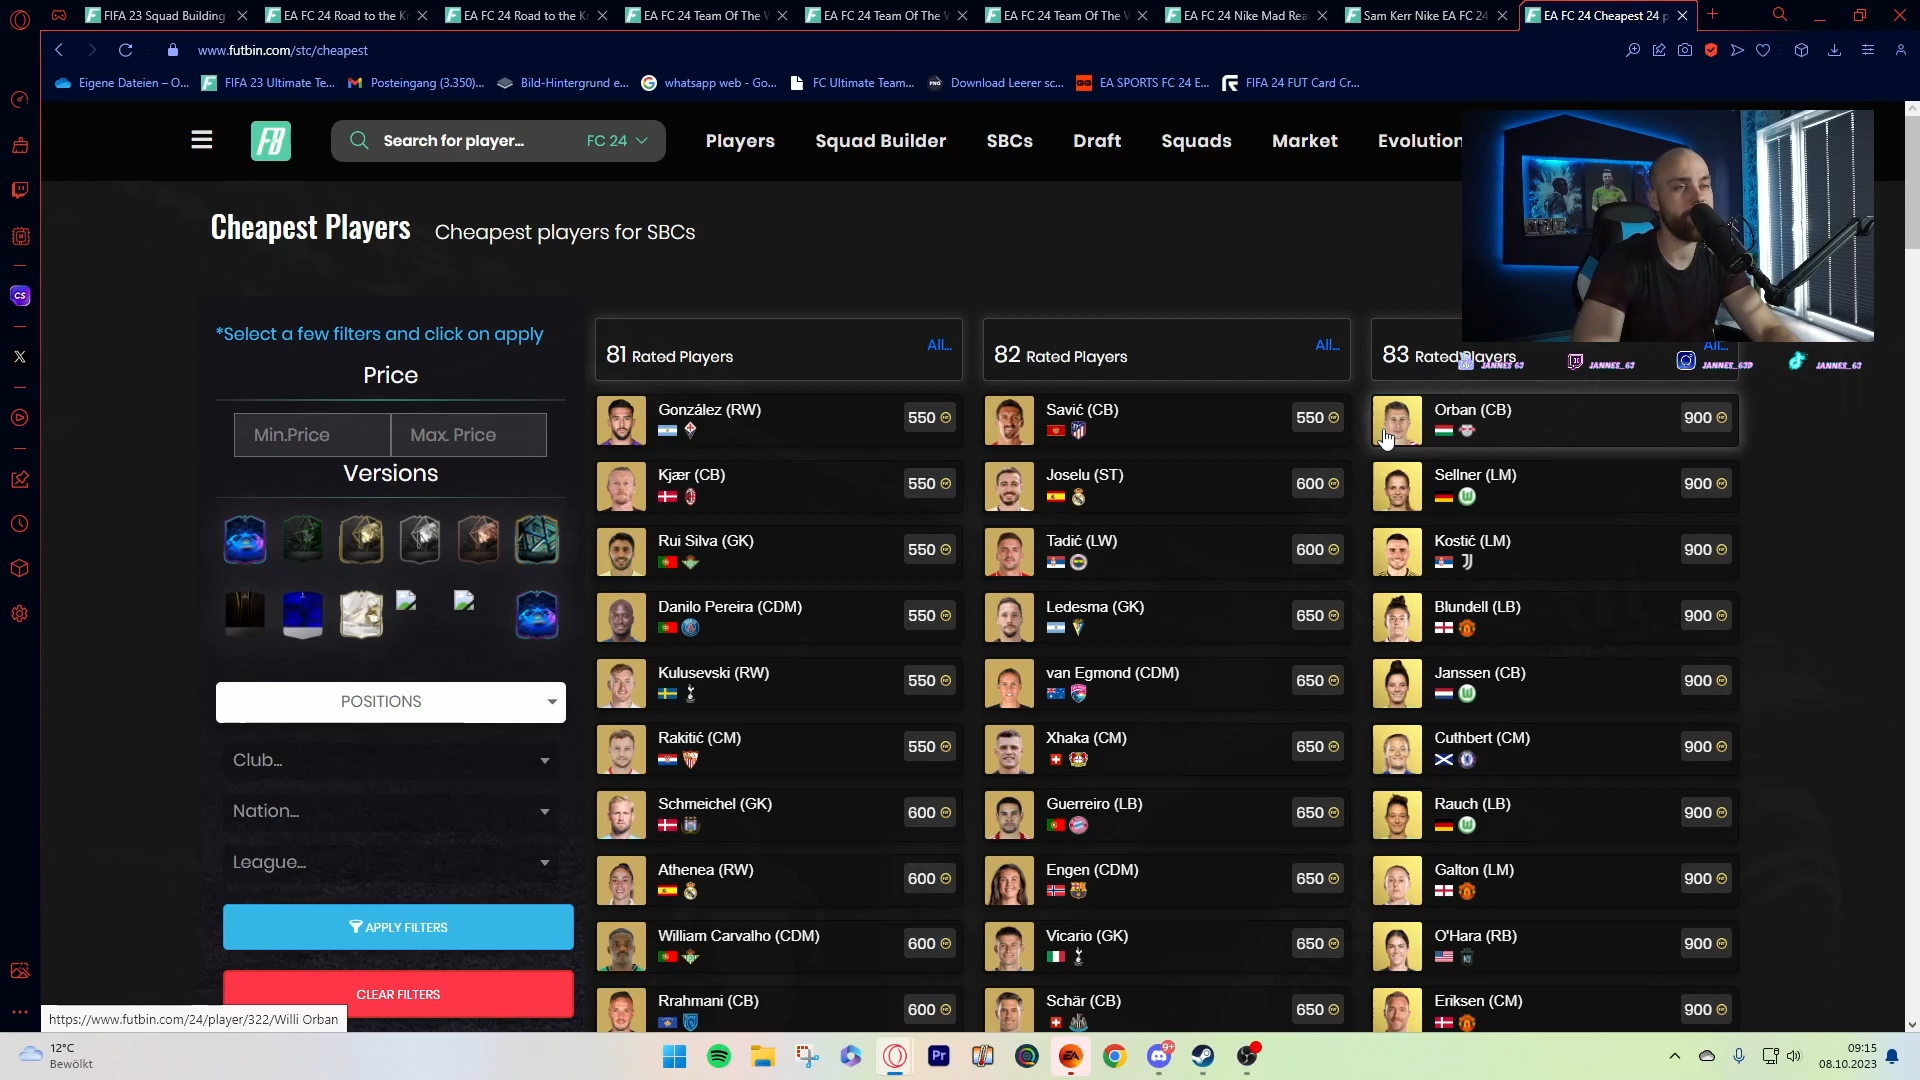 FIFA 23 Squad Building
EA FC 24 Road to the Kn
EA FC 24 Road to the Kn
EA FC 24 Team Of The W
EA FC 24 Team Of The W
EA FC 24 Team Of The W
EA FC 24 Nike Mad Rea
Sam Kerr Nike EA FC 24
EA FC 24 Cheapest 24 p
www.futbin.com/stc/cheapest
Eigene Dateien – O...
FIFA 23 Ultimate Te...
Posteingang (3.350)...
Bild-Hintergrund e...
whatsapp web - Go...
FC Ultimate Team...
Download Leerer sc...
EA SPORTS FC 24 E...
FIFA 24 FUT Card Cr...
Search for player...
FC 24
Players
Squad Builder
SBCs
Draft
Squads
Market
Evolution
Cheapest Players
Cheapest players for SBCs
*Select a few filters and click on apply
Price
Min.Price
Max. Price
Versions
POSITIONS
Club...
Nation...
League...
APPLY FILTERS
CLEAR FILTERS
81 Rated Players
All...
González (RW)
550
Kjær (CB)
550
Rui Silva (GK)
550
Danilo Pereira (CDM)
550
Kulusevski (RW)
550
Rakitić (CM)
550
Schmeichel (GK)
600
Athenea (RW)
600
William Carvalho (CDM)
600
Rrahmani (CB)
600
82 Rated Players
All...
Savić (CB)
550
Joselu (ST)
600
Tadić (LW)
600
Ledesma (GK)
650
van Egmond (CDM)
650
Xhaka (CM)
650
Guerreiro (LB)
650
Engen (CDM)
650
Vicario (GK)
650
Schär (CB)
650
83 Rated Players
All...
JANNES_63
JANNES_63
JANNES_63D
JANNES_63
Orban (CB)
900
Sellner (LM)
900
Kostić (LM)
900
Blundell (LB)
900
Janssen (CB)
900
Cuthbert (CM)
900
Rauch (LB)
900
Galton (LM)
900
O'Hara (RB)
900
Eriksen (CM)
900
https://www.futbin.com/24/player/322/Willi Orban
12°C
Bewölkt
Pr
EA
9+
09:15
08.10.2023